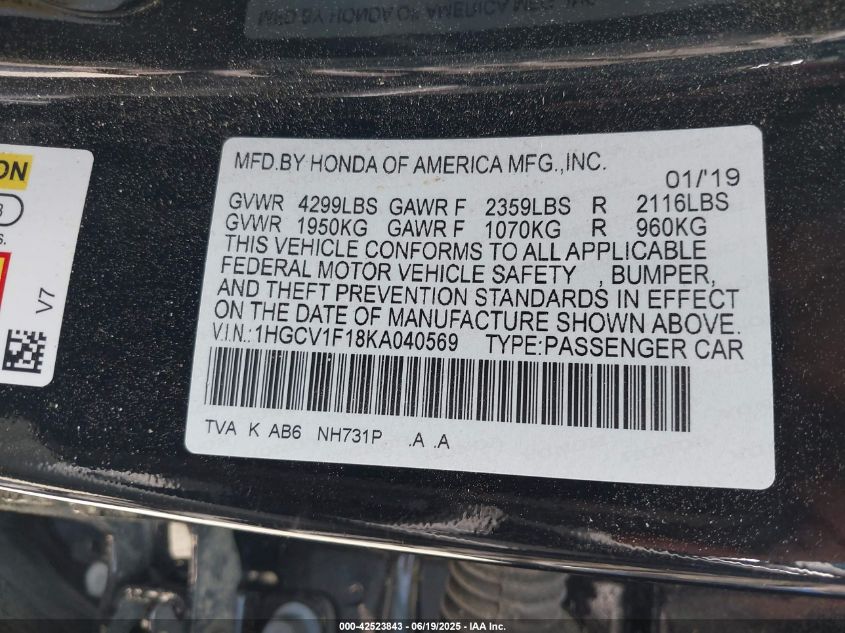 MFD.BY HONDA OF AMERICA MFG.,INC.
01/'19
GVWR 4299LBS GAWR F 2359LBS R 2116LBS
GVWR 1950KG GAWR F 1070KG R 960KG
THIS VEHICLE CONFORMS TO ALL APPLICABLE
FEDERAL MOTOR VEHICLE SAFETY , BUMPER,
AND THEFT PREVENTION STANDARDS IN EFFECT
ON THE DATE OF MANUFACTURE SHOWN ABOVE.
V.I.N.:1HGCV1F18KA040569 TYPE:PASSENGER CAR
TVA K AB6 NH731P .A .A
ON
3
s.
V7
000-42523843 06/19/2025 - IAA Inc.